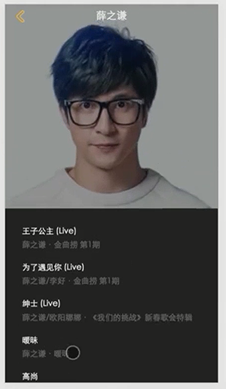 薛之谦
王子公主 (Live)
薛之谦 · 金曲捞 第1期
为了遇见你 (Live)
薛之谦/李好 · 金曲捞 第1期
绅士 (Live)
薛之谦/欧阳娜娜 · 《我们的挑战》新春歌会特辑
暧昧
薛之谦 · 暧昧
高尚